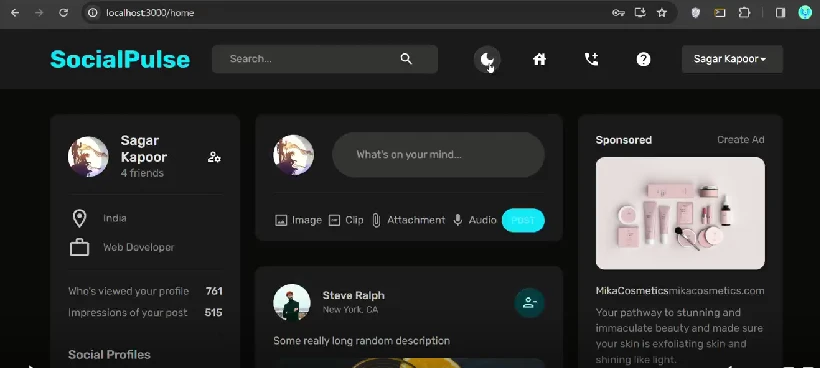 localhost:3000/home
SocialPulse
Search...
Sagar Kapoor
Sagar
Kapoor
4 friends
India
Web Developer
Who's viewed your profile 761
Impressions of your post 515
Social Profiles
What's on your mind...
Image Clip Attachment Audio POST
Steve Ralph
New York, CA
Some really long random description
Sponsored Create Ad
MikaCosmetics mikacosmetics.com
Your pathway to stunning and
immaculate beauty and made sure
your skin is exfoliating skin and
shining like light.